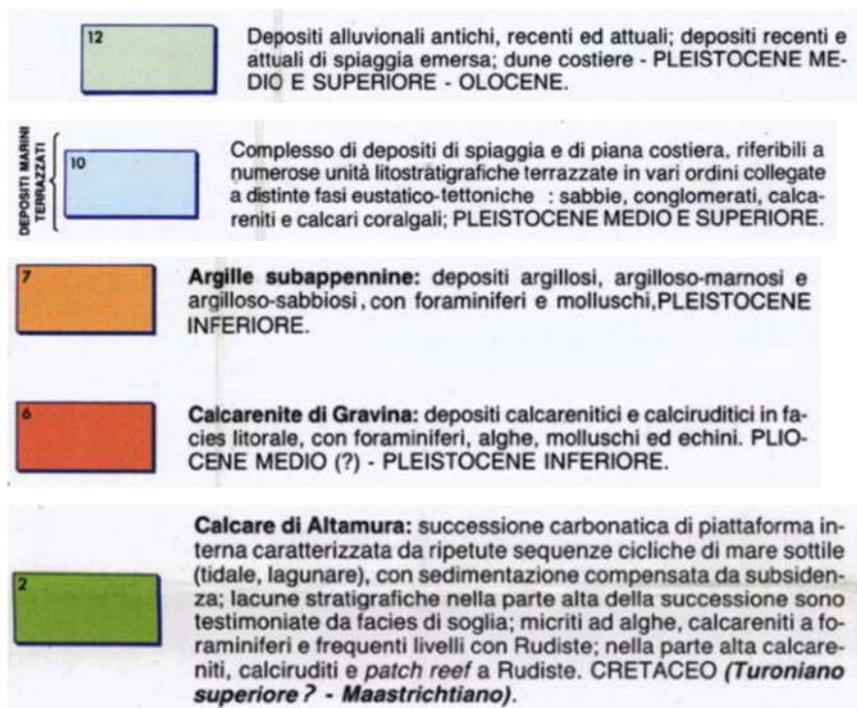 12
Depositi alluvionali antichi, recenti ed attuali; depositi recenti e
attuali di spiaggia emersa; dune costiere - PLEISTOCENE ME-
DIO E SUPERIORE - OLOCENE.
DEPOSITI MARINI
TERRAZZATI
10
Complesso di depositi di spiaggia e di piana costiera, riferibili a
numerose unità litostratigrafiche terrazzate in vari ordini collegate
a distinte fasi eustatico-tettoniche : sabbie, conglomerati, calca-
reniti e calcari coralgali; PLEISTOCENE MEDIO E SUPERIORE.
7
Argille subappennine: depositi argillosi, argilloso-marnosi e
argilloso-sabbiosi, con foraminiferi e molluschi,PLEISTOCENE
INFERIORE.
6
Calcarenite di Gravina: depositi calcarenitici e calciruditici in fa-
cies litorale, con foraminiferi, alghe, molluschi ed echini. PLIO-
CENE MEDIO (?) - PLEISTOCENE INFERIORE.
2
Calcare di Altamura: successione carbonatica di piattaforma in-
terna caratterizzata da ripetute sequenze cicliche di mare sottile
(tidale, lagunare), con sedimentazione compensata da subsiden-
za; lacune stratigrafiche nella parte alta della successione sono
testimoniate da facies di soglia; micriti ad alghe, calcareniti a fo-
raminiferi e frequenti livelli con Rudiste; nella parte alta calcare-
niti, calciruditi e patch reef a Rudiste. CRETACEO (Turoniano
superiore ? - Maastrichtiano).